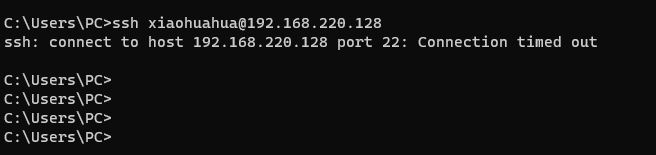 C:\Users\PC>ssh xiaohuahua@192.168.220.128
ssh: connect to host 192.168.220.128 port 22: Connection timed out
C:\Users\PC>
C:\Users\PC>
C:\Users\PC>
C:\Users\PC>